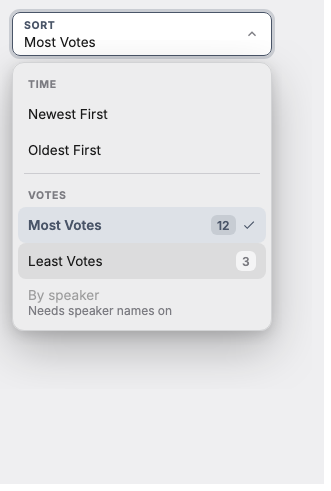 SORT
Most Votes
TIME
Newest First
Oldest First
VOTES
Most Votes 12
Least Votes 3
By speaker
Needs speaker names on